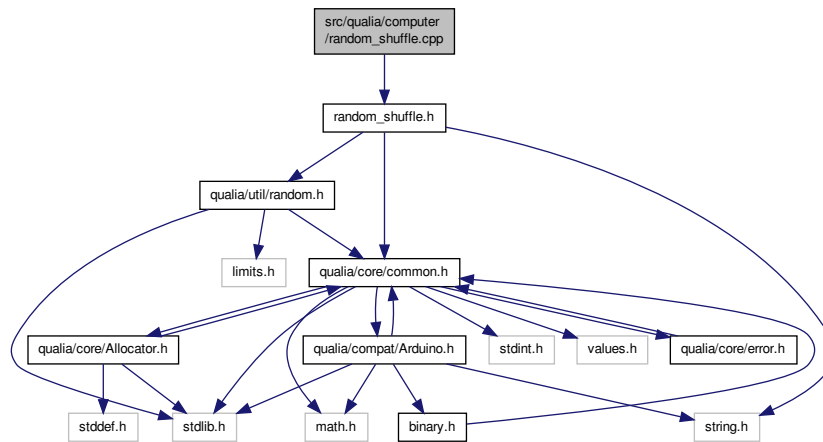 src/qualia/computer
/random_shuffle.cpp
random_shuffle.h
qualia/util/random.h
limits.h
qualia/core/common.h
qualia/core/Allocator.h
qualia/compat/Arduino.h
stdint.h
values.h
qualia/core/error.h
stddef.h
stdlib.h
math.h
binary.h
string.h